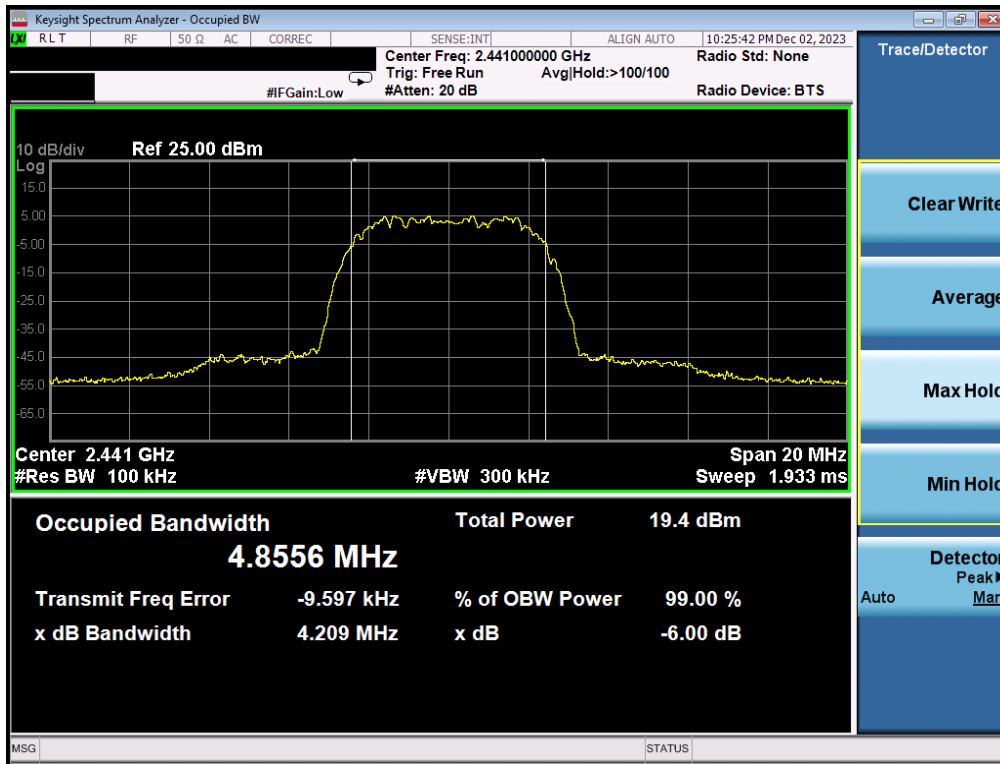 Keysight Spectrum Analyzer - Occupied BW
LXI RLT RF 50 Ω AC CORREC SENSE:INT ALIGN AUTO 10:25:42 PM Dec 02, 2023
Center Freq: 2.441000000 GHz Radio Std: None
Trig: Free Run Avg|Hold:>100/100
#IFGain:Low #Atten: 20 dB Radio Device: BTS
Trace/Detector
10 dB/div Ref 25.00 dBm
Log
15.0
5.00
-5.00
-15.0
-25.0
-35.0
-45.0
-55.0
-65.0
Center 2.441 GHz Span 20 MHz
#Res BW 100 kHz #VBW 300 kHz Sweep 1.933 ms
Occupied Bandwidth Total Power 19.4 dBm
4.8556 MHz
Transmit Freq Error -9.597 kHz % of OBW Power 99.00 %
x dB Bandwidth 4.209 MHz x dB -6.00 dB
Clear Write
Average
Max Hold
Min Hold
Detector
Peak
Auto Man
MSG STATUS